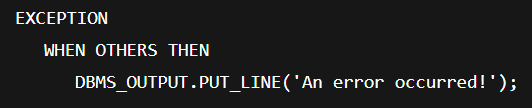 EXCEPTION
WHEN OTHERS THEN
DBMS_OUTPUT.PUT_LINE('An error occurred!');